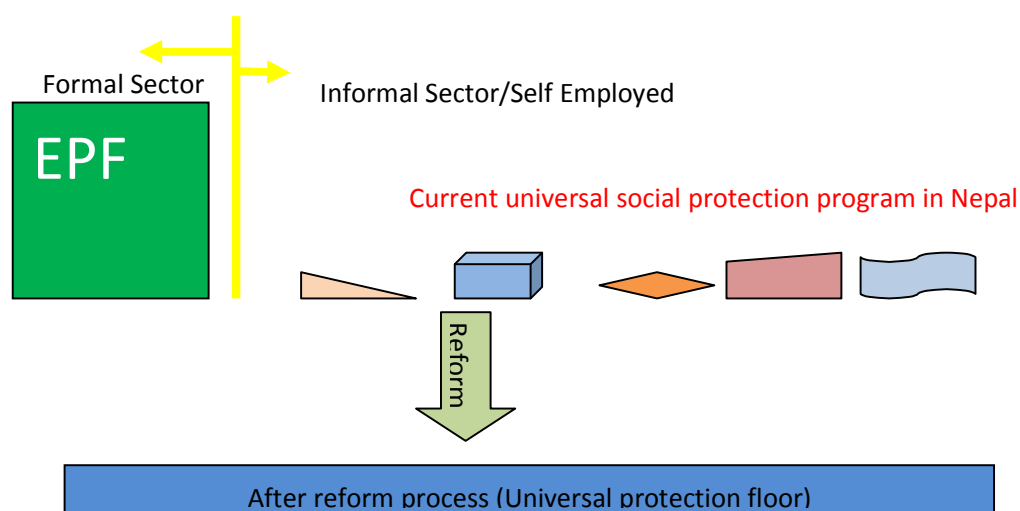 Formal Sector
Informal Sector/Self Employed
EPF
Current universal social protection program in Nepal
Reform
After reform process (Universal protection floor)